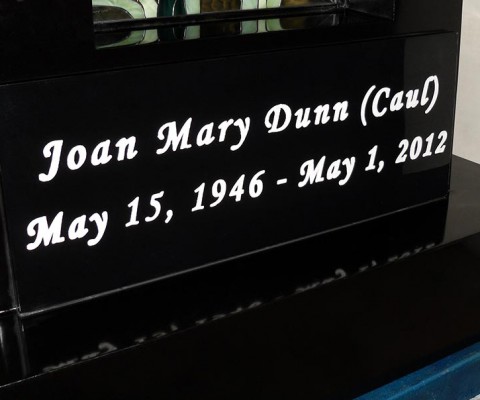 Joan Mary Dunn (Caul)
May 15, 1946 - May 1, 2012